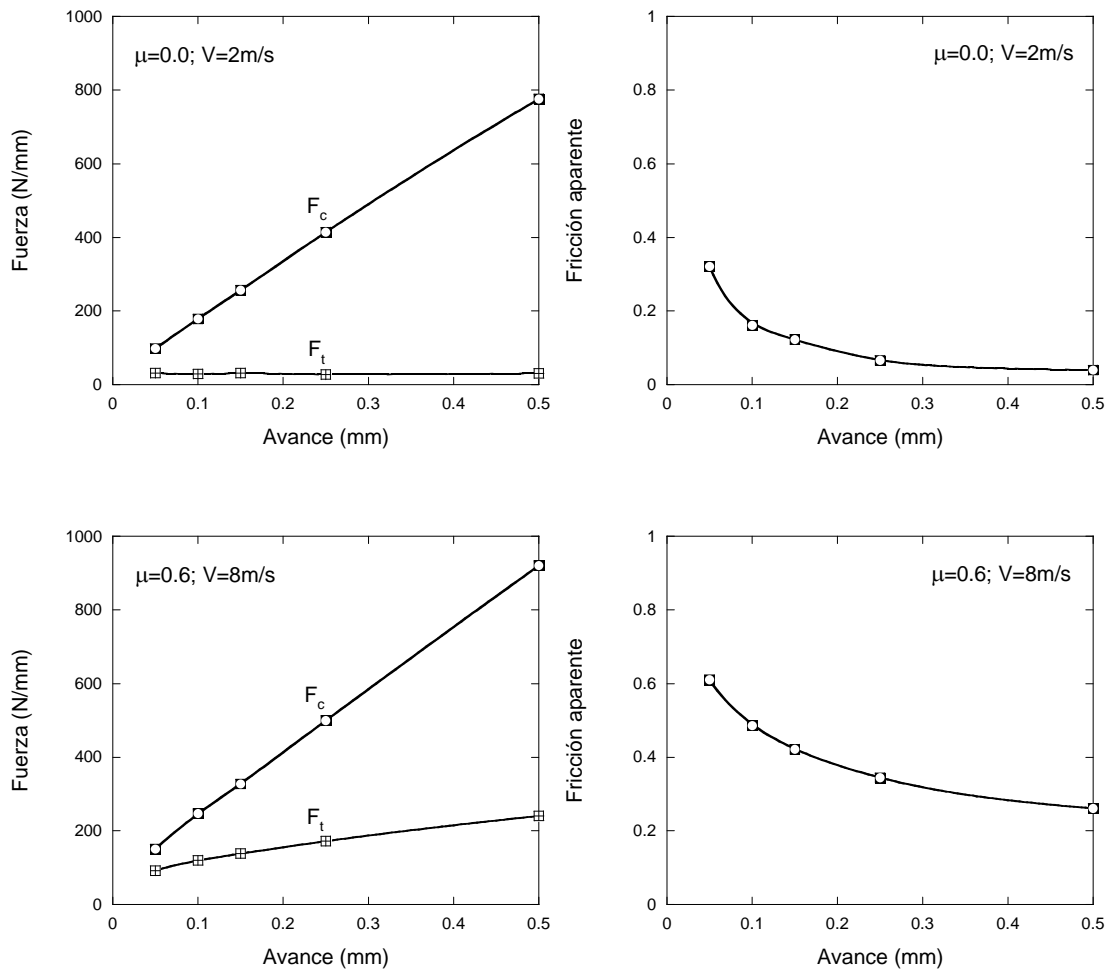 1000
800
600
400
200
0
Fuerza (N/mm)
μ=0.0; V=2m/s
F_c
F_t
0 0.1 0.2 0.3 0.4 0.5
Avance (mm)
1
0.8
0.6
0.4
0.2
0
Fricción aparente
μ=0.0; V=2m/s
0 0.1 0.2 0.3 0.4 0.5
Avance (mm)
1000
800
600
400
200
0
Fuerza (N/mm)
μ=0.6; V=8m/s
F_c
F_t
0 0.1 0.2 0.3 0.4 0.5
Avance (mm)
1
0.8
0.6
0.4
0.2
0
Fricción aparente
μ=0.6; V=8m/s
0 0.1 0.2 0.3 0.4 0.5
Avance (mm)